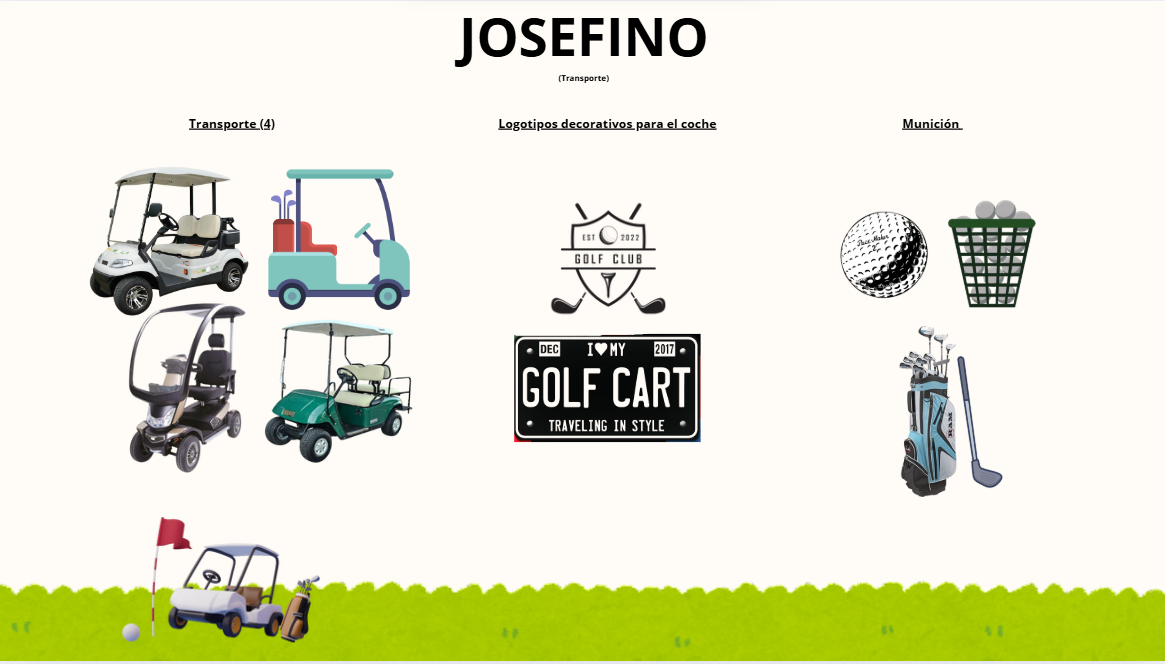 JOSEFINO
(Transporte)
Transporte (4)
Logotipos decorativos para el coche
Munición
EST 2022
GOLF CLUB
DEC I♥MY 2017
GOLF CART
TRAVELING IN STYLE
RAM